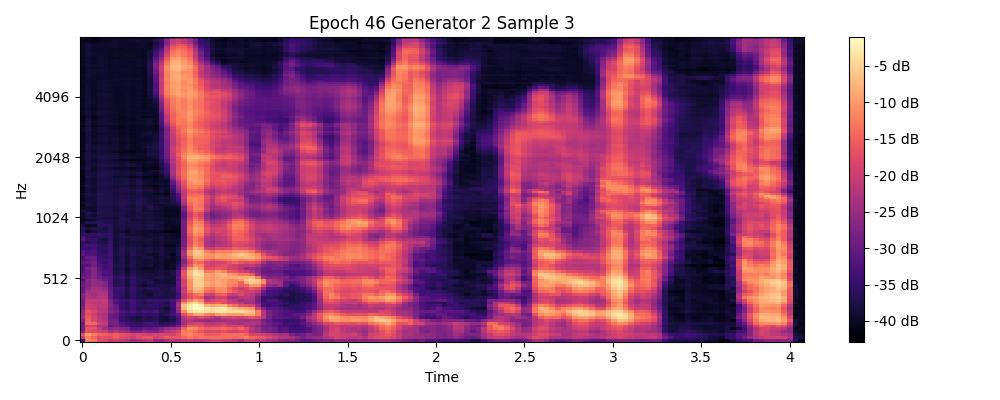 Epoch 46 Generator 2 Sample 3
Hz
4096
2048
1024
512
0
0 0.5 1 1.5 2 2.5 3 3.5 4
Time
-5 dB
-10 dB
-15 dB
-20 dB
-25 dB
-30 dB
-35 dB
-40 dB